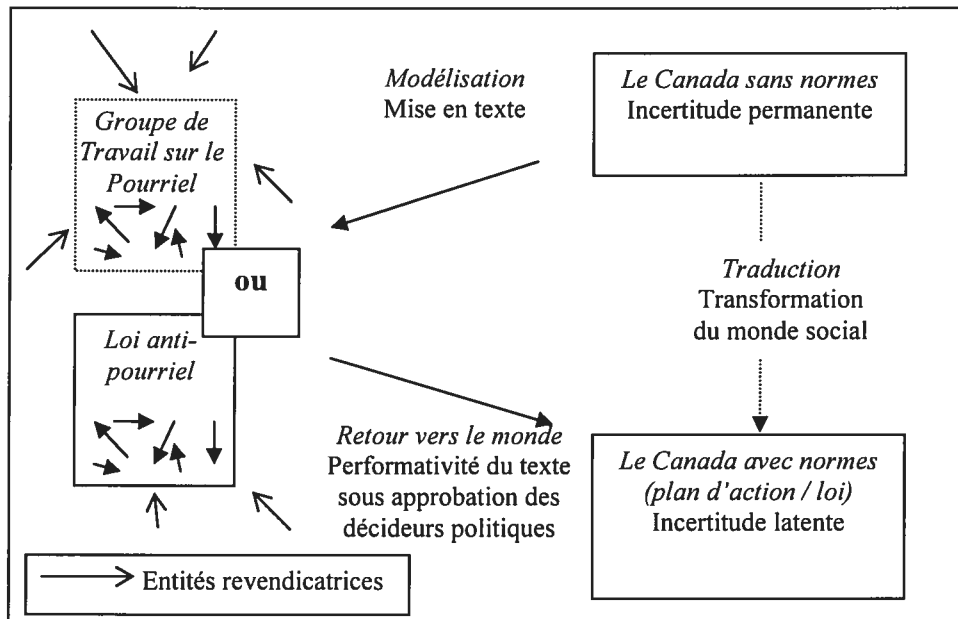 Groupe de
Travail sur le
Pourriel
ou
Loi anti-
pourriel
Modélisation
Mise en texte
Le Canada sans normes
Incertitude permanente
Traduction
Transformation
du monde social
Retour vers le monde
Performativité du texte
sous approbation des
décideurs politiques
Le Canada avec normes
(plan d'action / loi)
Incertitude latente
Entités revendicatrices